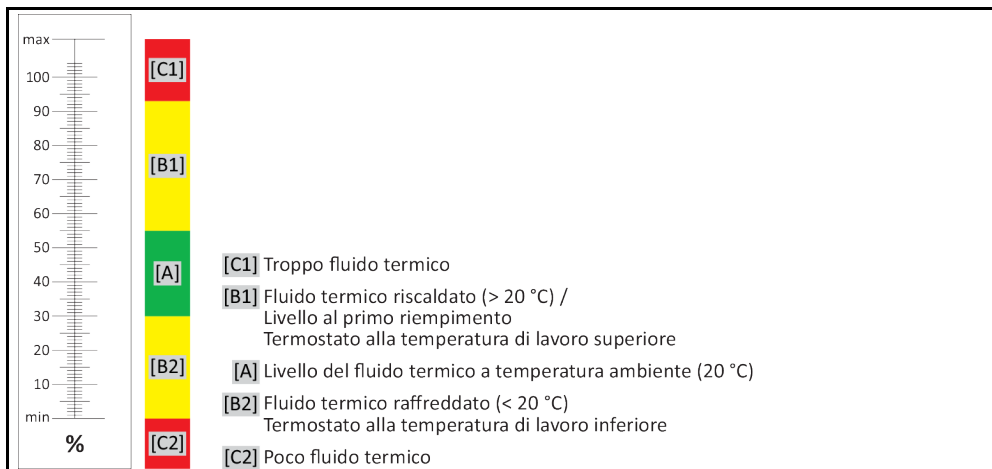 max
100
90
80
70
60
50
40
30
20
10
min
%
[C1]
[B1]
[A]
[B2]
[C2]
[C1] Troppo fluido termico
[B1] Fluido termico riscaldato (> 20 °C) /
Livello al primo riempimento
Termostato alla temperatura di lavoro superiore
[A] Livello del fluido termico a temperatura ambiente (20 °C)
[B2] Fluido termico raffreddato (< 20 °C)
Termostato alla temperatura di lavoro inferiore
[C2] Poco fluido termico